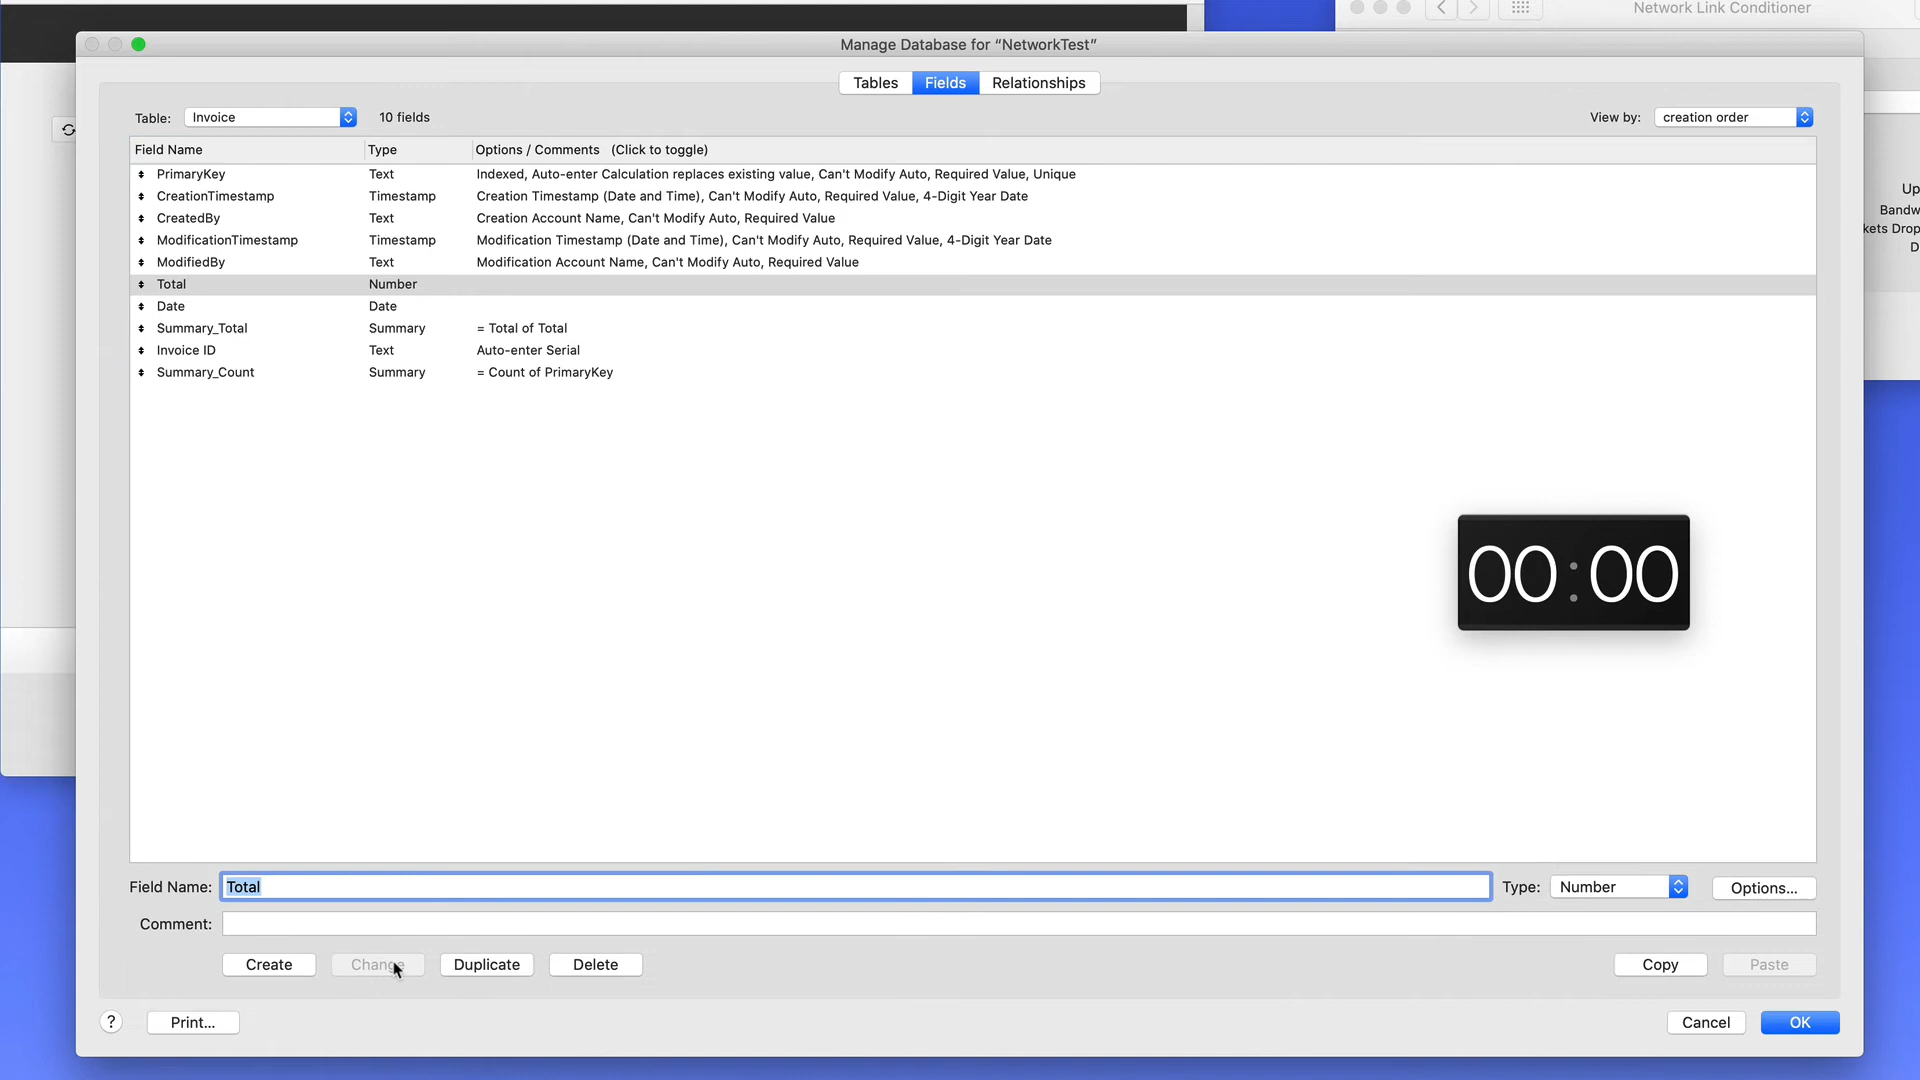 Network Link Conditioner
Manage Database for “NetworkTest”
Tables Fields Relationships
Table: Invoice 10 fields View by: creation order
Field Name Type Options / Comments (Click to toggle)
PrimaryKey Text Indexed, Auto-enter Calculation replaces existing value, Can't Modify Auto, Required Value, Unique
CreationTimestamp Timestamp Creation Timestamp (Date and Time), Can't Modify Auto, Required Value, 4-Digit Year Date
CreatedBy Text Creation Account Name, Can't Modify Auto, Required Value
ModificationTimestamp Timestamp Modification Timestamp (Date and Time), Can't Modify Auto, Required Value, 4-Digit Year Date
ModifiedBy Text Modification Account Name, Can't Modify Auto, Required Value
Total Number
Date Date
Summary_Total Summary = Total of Total
Invoice ID Text Auto-enter Serial
Summary_Count Summary = Count of PrimaryKey
Up
Bandw
kets Drop
D
00:00
Field Name: Total Type: Number Options...
Comment:
Create Change Duplicate Delete Copy Paste
? Print... Cancel OK